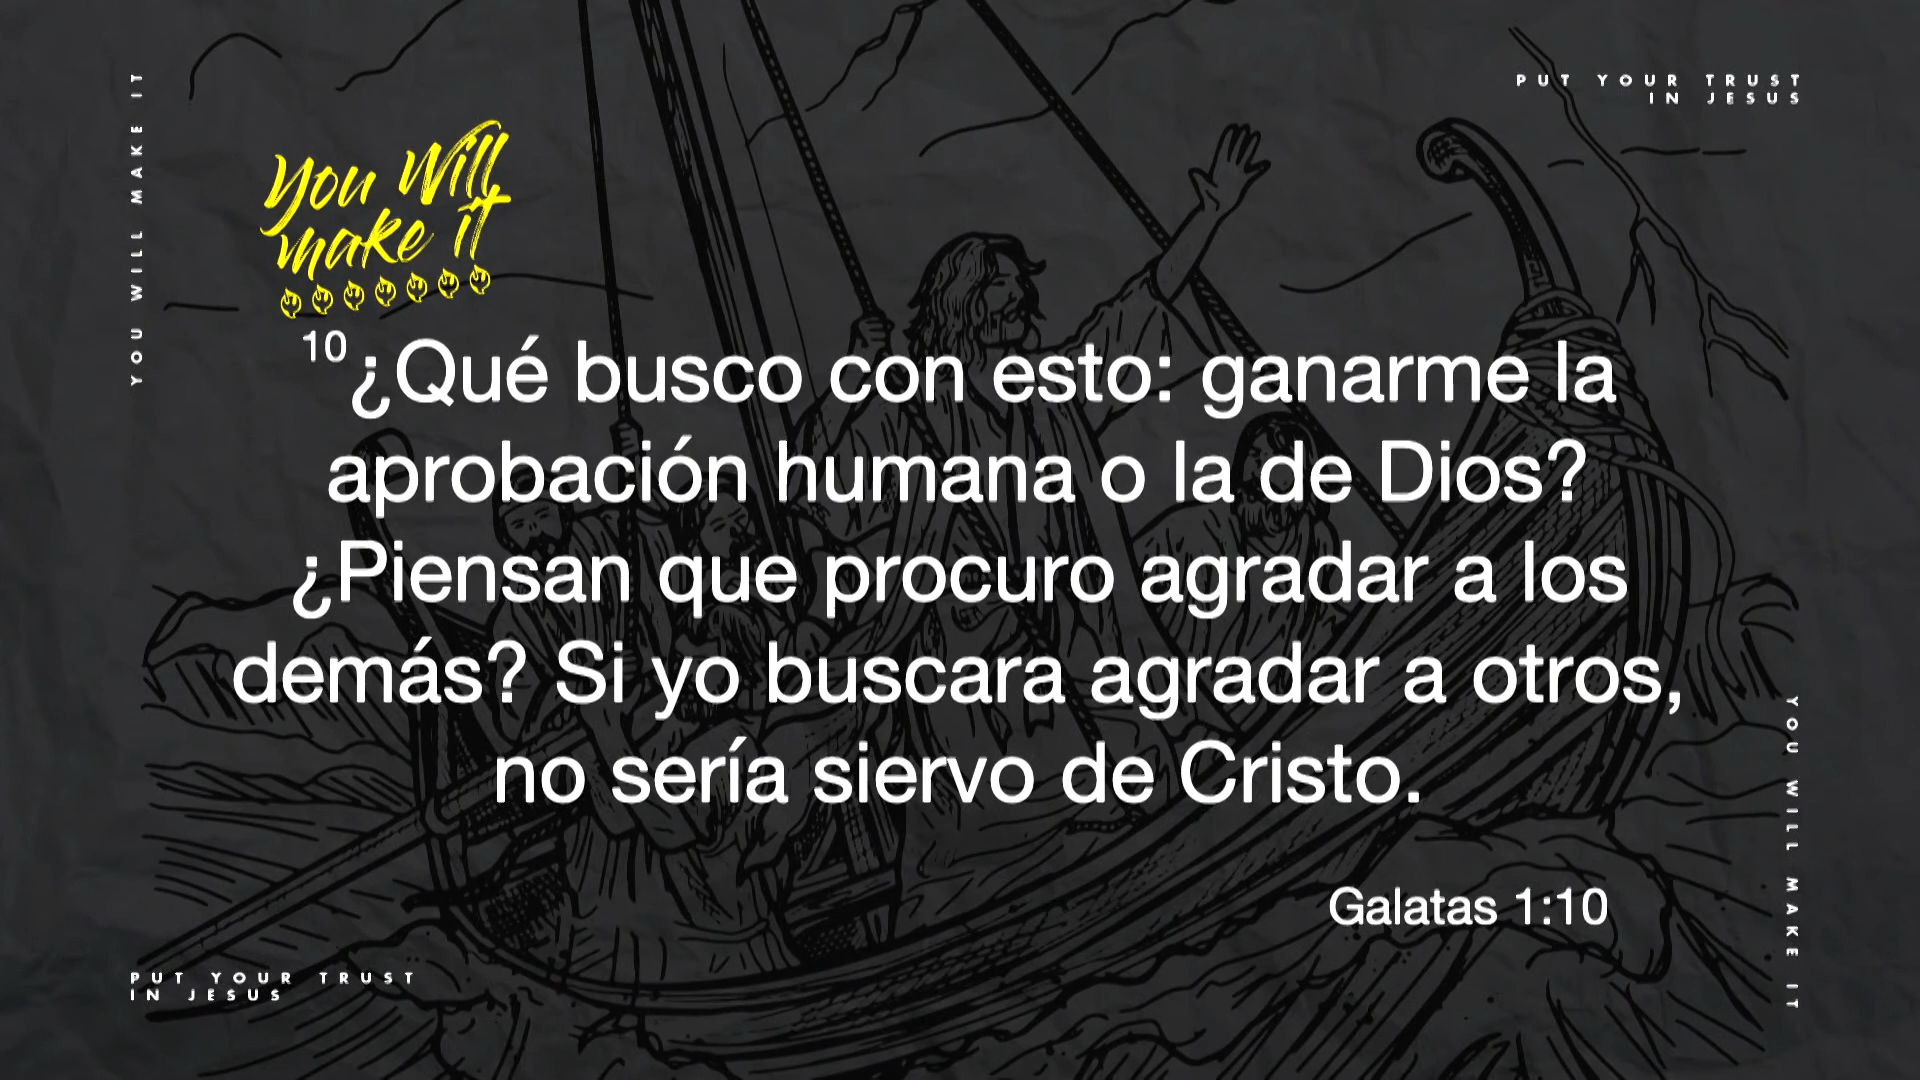 YOU WILL MAKE IT
PUT YOUR TRUST
IN JESUS
You Will
make it
10 ¿Qué busco con esto: ganarme la
aprobación humana o la de Dios?
¿Piensan que procuro agradar a los
demás? Si yo buscara agradar a otros,
no sería siervo de Cristo.
Galatas 1:10
YOU WILL MAKE IT
PUT YOUR TRUST
IN JESUS